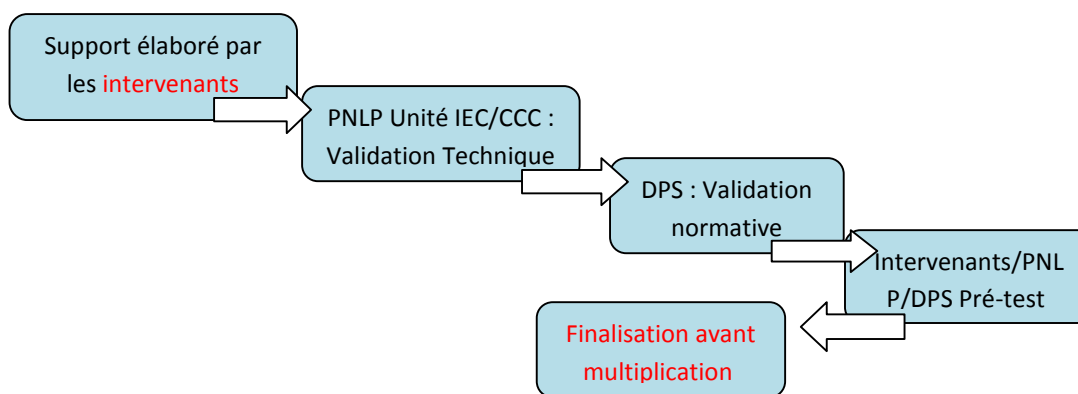 Support élaboré par
les intervenants
PNLP Unité IEC/CCC :
Validation Technique
DPS : Validation
normative
Intervenants/PNL
P/DPS Pré-test
Finalisation avant
multiplication